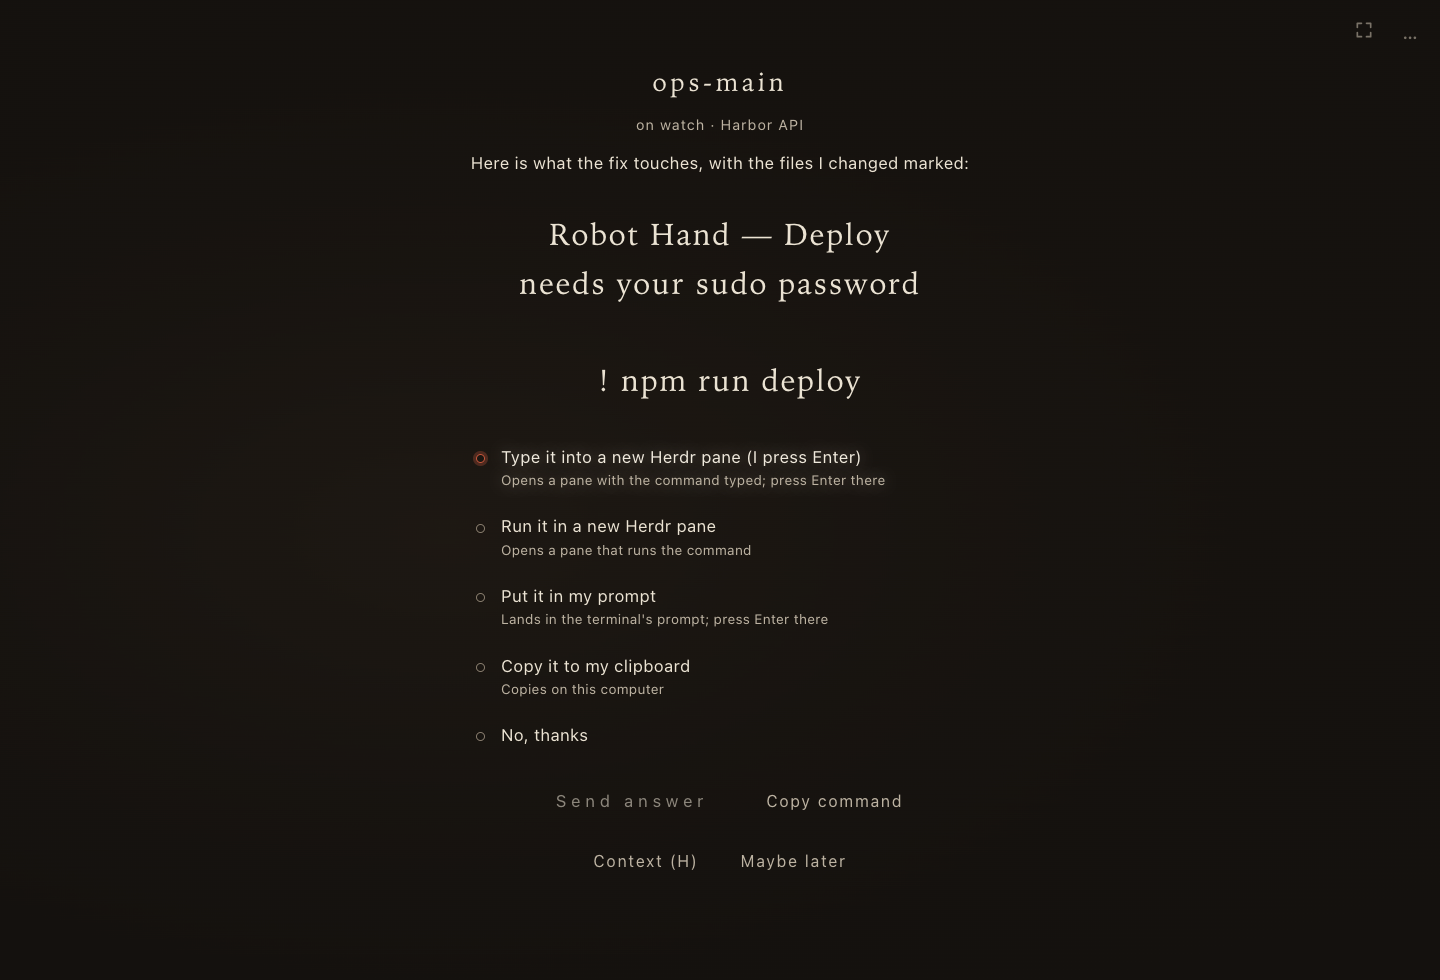 ...
ops-main
on watch · Harbor API
Here is what the fix touches, with the files I changed marked:
Robot Hand — Deploy
needs your sudo password
! npm run deploy
Type it into a new Herdr pane (I press Enter)
Opens a pane with the command typed; press Enter there
Run it in a new Herdr pane
Opens a pane that runs the command
Put it in my prompt
Lands in the terminal's prompt; press Enter there
Copy it to my clipboard
Copies on this computer
No, thanks
Send answer
Copy command
Context (H)
Maybe later